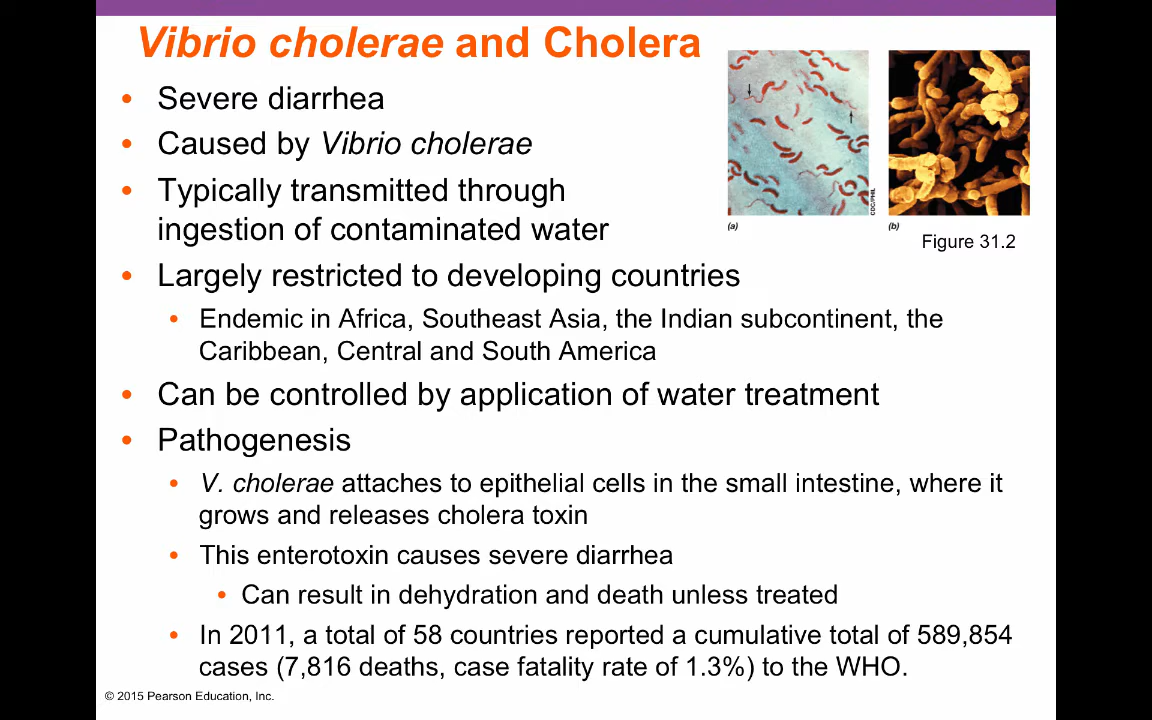 Vibrio cholerae and Cholera
• Severe diarrhea
• Caused by Vibrio cholerae
• Typically transmitted through
ingestion of contaminated water
CDC/PHIL
(a)
(b)
Figure 31.2
• Largely restricted to developing countries
• Endemic in Africa, Southeast Asia, the Indian subcontinent, the
Caribbean, Central and South America
• Can be controlled by application of water treatment
• Pathogenesis
• V. cholerae attaches to epithelial cells in the small intestine, where it
grows and releases cholera toxin
• This enterotoxin causes severe diarrhea
• Can result in dehydration and death unless treated
• In 2011, a total of 58 countries reported a cumulative total of 589,854
cases (7,816 deaths, case fatality rate of 1.3%) to the WHO.
© 2015 Pearson Education, Inc.